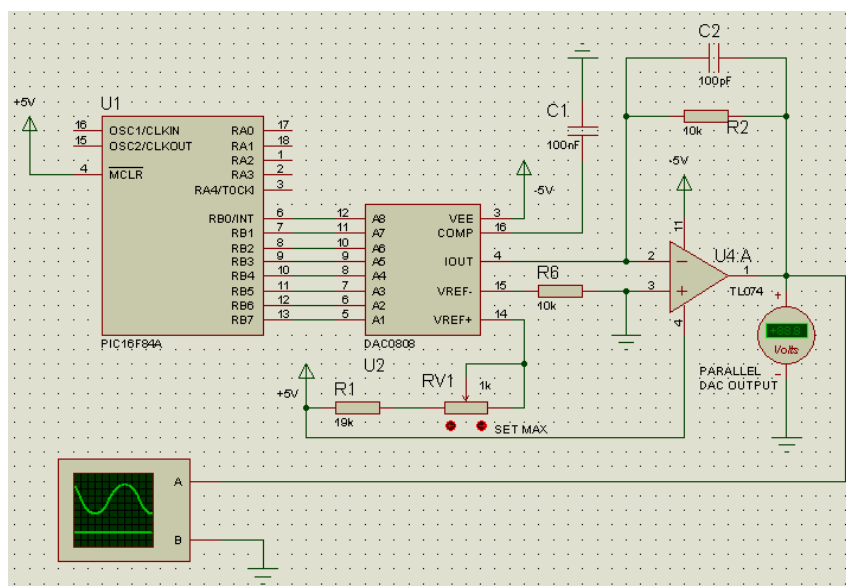 C2
100pF
R2
10k
C1
100nF
+5V
U1
16 OSC1/CLKIN RA0 17
15 OSC2/CLKOUT RA1 18
RA2 1
4 MCLR RA3 2
RA4/T0CKI 3
RB0/INT 6 12 A8 VEE 3
RB1 7 11 A7 COMP 16
RB2 8 10 A6
RB3 9 9 A5 IOUT 4
RB4 10 8 A4
RB5 11 7 A3 VREF- 15
RB6 12 6 A2
RB7 13 5 A1 VREF+ 14
PIC16F84A
DAC0808
U2
-5V
-5V
11
2
3
4
1
U4:A
TL074
R6
10k
+88.8
Volts
+
-
PARALLEL
DAC OUTPUT
+5V
R1
19k
RV1
1k
SET MAX
A
B